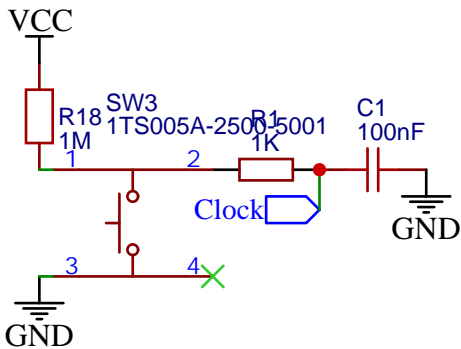 VCC
R18
1M
SW3
1TS005A-2500-5001
R1
1K
C1
100nF
1
2
Clock
GND
3
4
GND